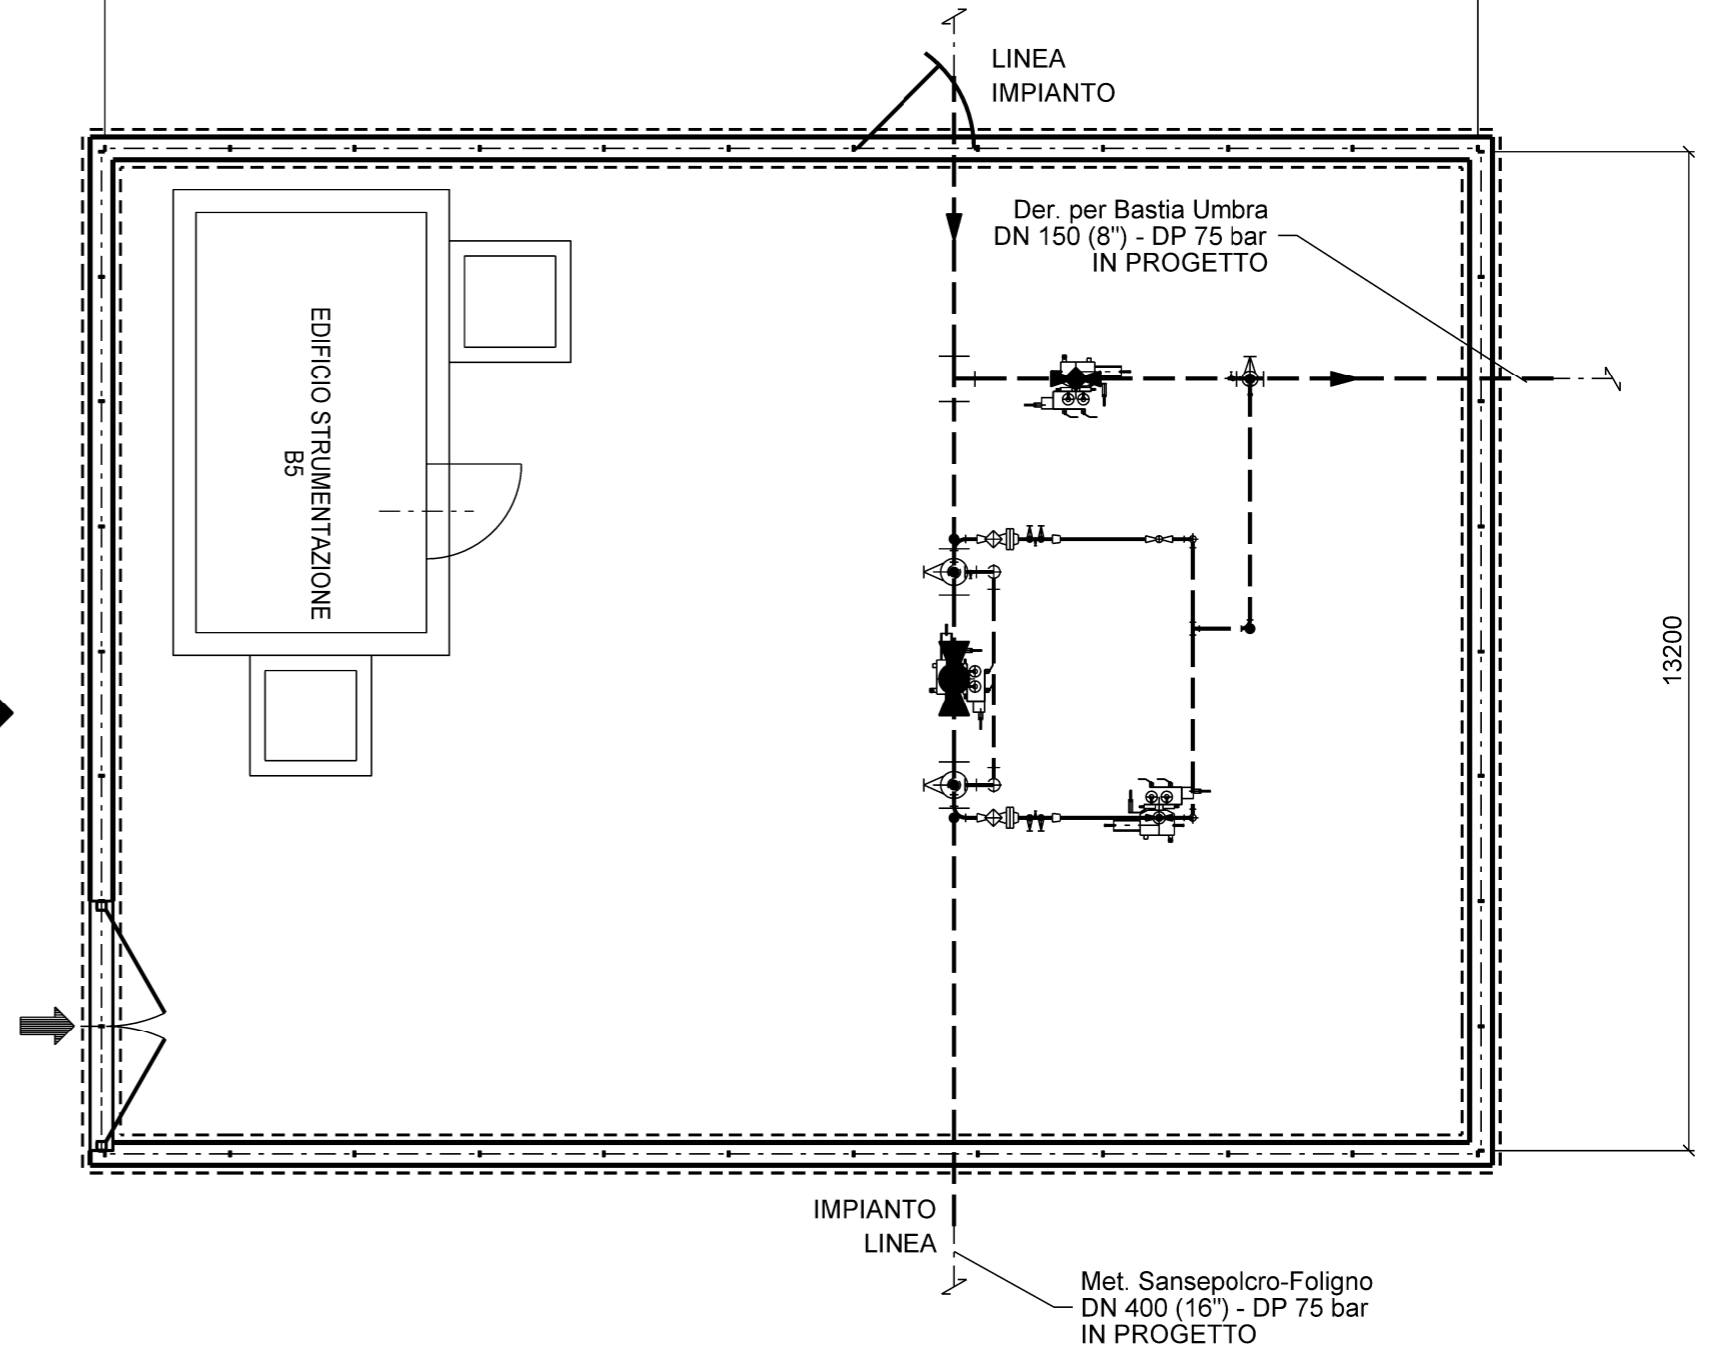 LINEA
IMPIANTO
Der. per Bastia Umbra
DN 150 (8") - DP 75 bar
IN PROGETTO
EDIFICIO STRUMENTAZIONE
B5
13200
IMPIANTO
LINEA
Met. Sansepolcro-Foligno
DN 400 (16") - DP 75 bar
IN PROGETTO